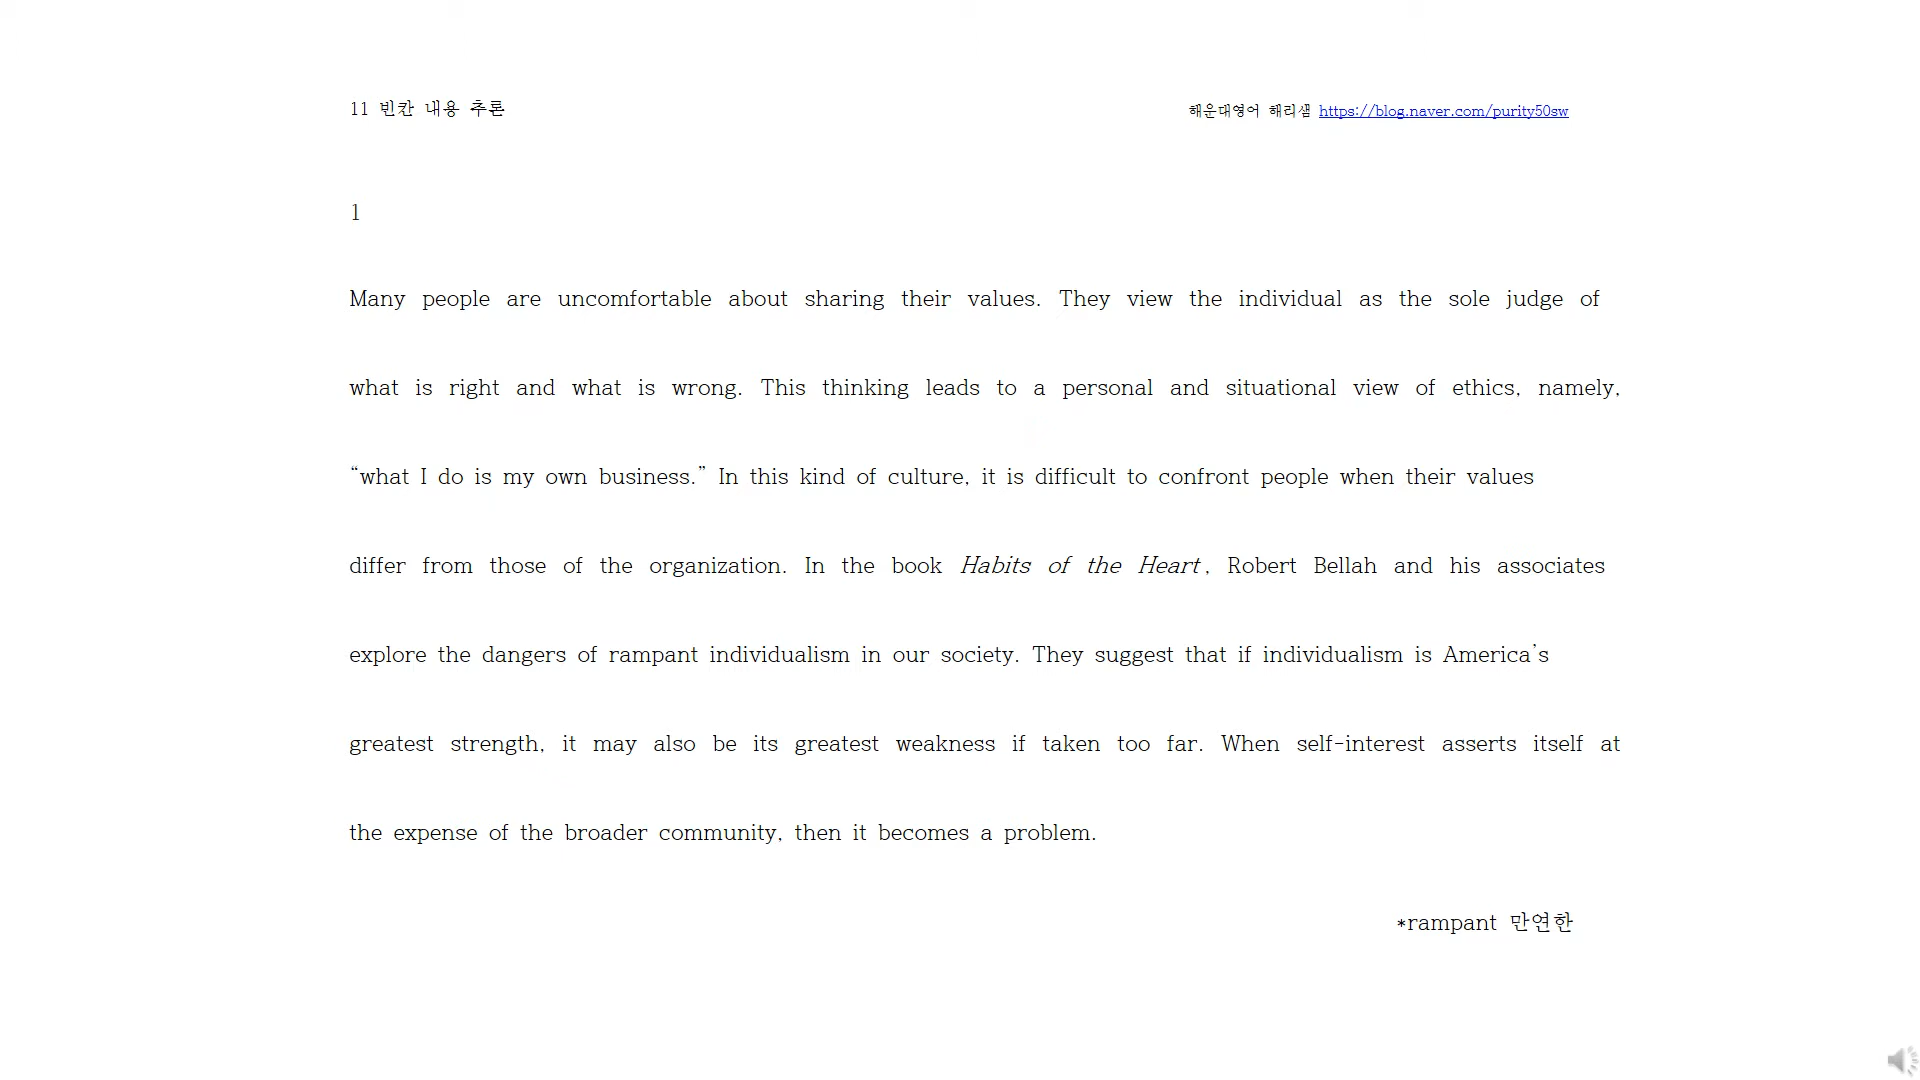 11 빈칸 내용 추론
해운대영어 해리샘 https://blog.naver.com/purity50sw
1
Many people are uncomfortable about sharing their values. They view the individual as the sole judge of
what is right and what is wrong. This thinking leads to a personal and situational view of ethics, namely,
“what I do is my own business.” In this kind of culture, it is difficult to confront people when their values
differ from those of the organization. In the book Habits of the Heart, Robert Bellah and his associates
explore the dangers of rampant individualism in our society. They suggest that if individualism is America’s
greatest strength, it may also be its greatest weakness if taken too far. When self-interest asserts itself at
the expense of the broader community, then it becomes a problem.
*rampant 만연한